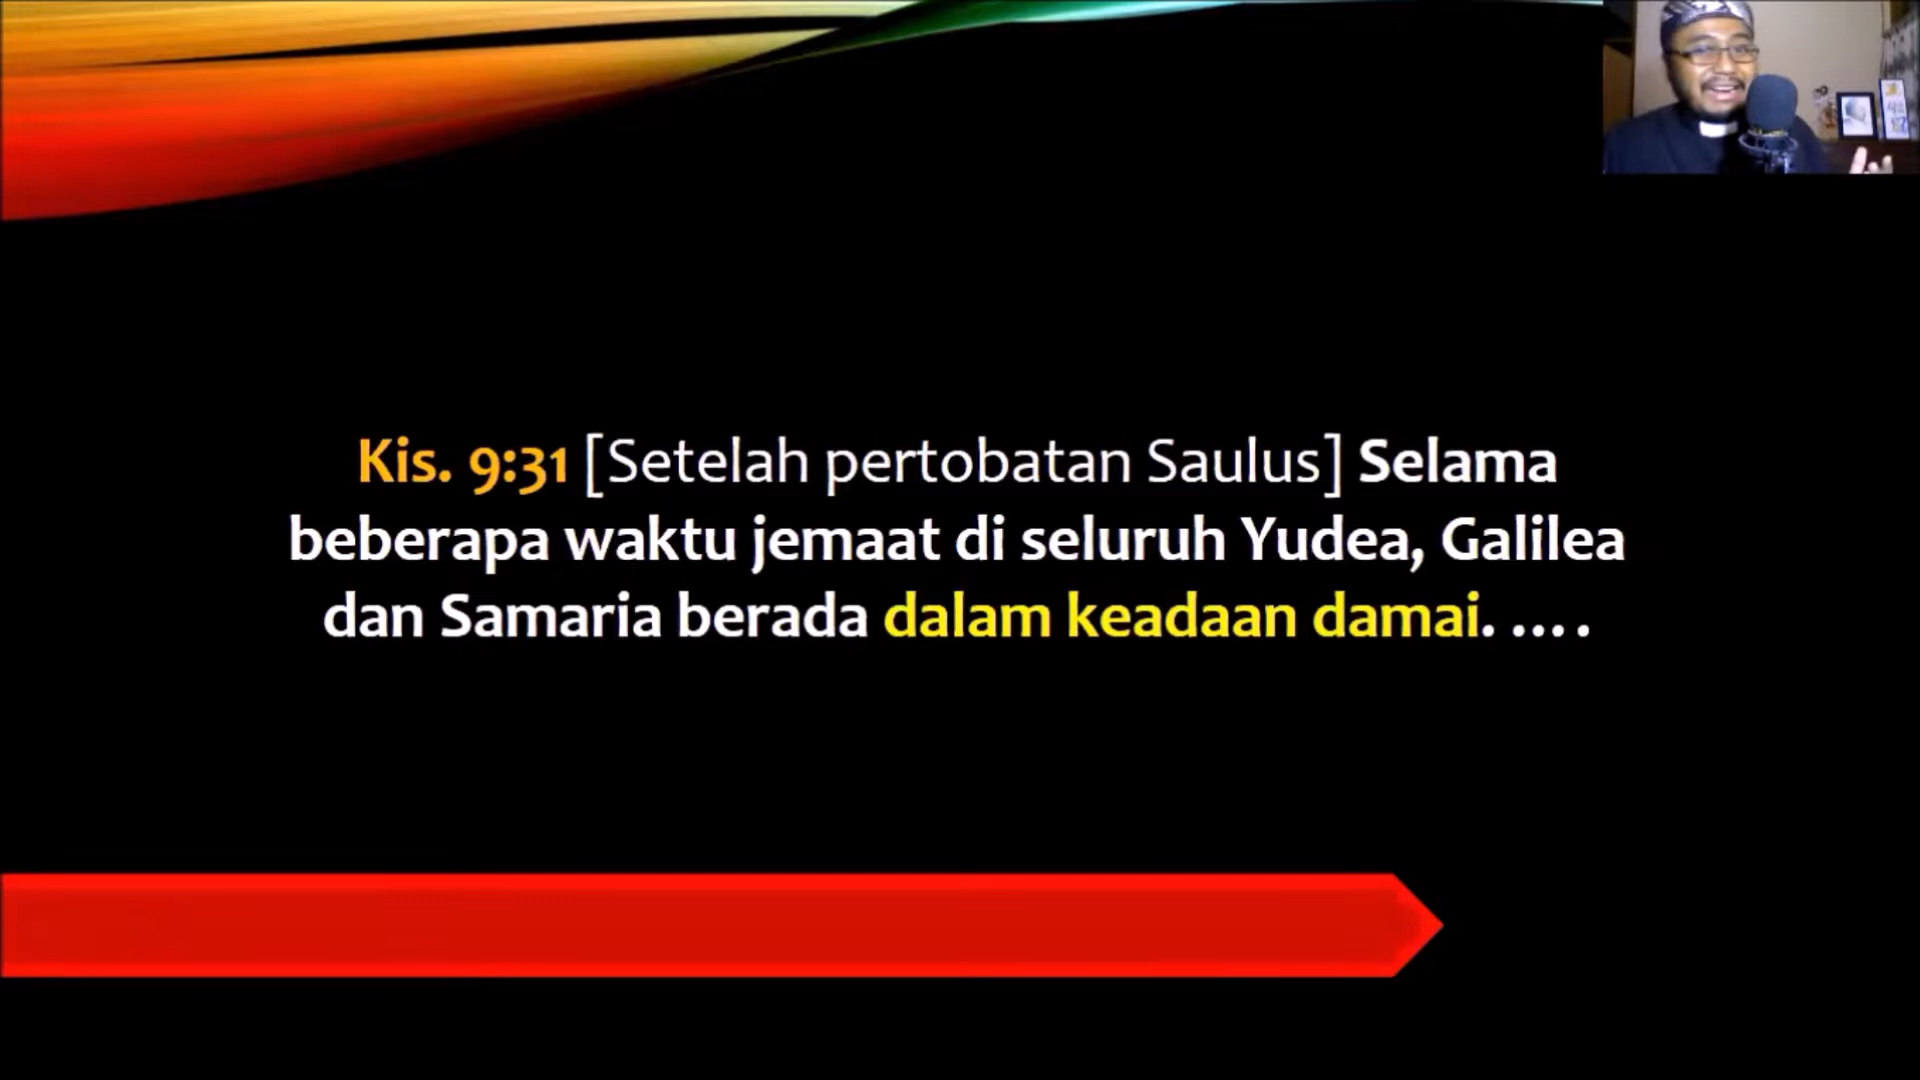 Kis. 9:31 [Setelah pertobatan Saulus] Selama
beberapa waktu jemaat di seluruh Yudea, Galilea
dan Samaria berada dalam keadaan damai. ....